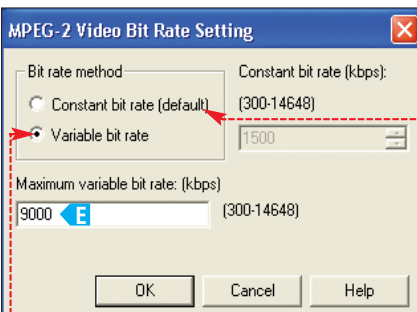 MPEG-2 Video Bit Rate Setting
Bit rate method
Constant bit rate (default)
Variable bit rate
Constant bit rate (kbps):
(300-14648)
1500
Maximum variable bit rate: (kbps)
9000 E
(300-14648)
OK Cancel Help